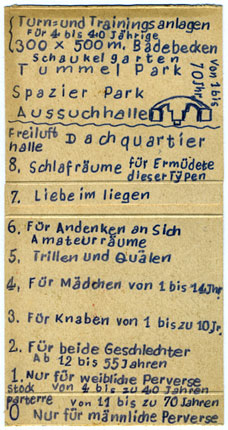 Turn=und Trainingsanlagen
Für 4 bis 40 Jährige
300 x 500 m. Badebecken
Schaukelgarten
Tummel Park
Spazier Park
Aussuchhalle
von 1 bis 70 Jhr
Freiluft halle Dachquartier
8. Schlafräume für Ermüdete dieser Typen
7. Liebe im liegen
6. Für Andenken an Sich
Amateurräume
5. Trillen und Quälen
4. Für Mädchen von 1 bis 14 Jhr
3. Für Knaben von 1 bis zu 10 Jr.
2. Für beide Geschlechter
Ab 12 bis 55 Jahren
1. Nur für weibliche Perverse
Stock von 4 bis zu 40 Jahren
parterre von 11 bis zu 70 Jahren
0 Nur für männliche Perverse